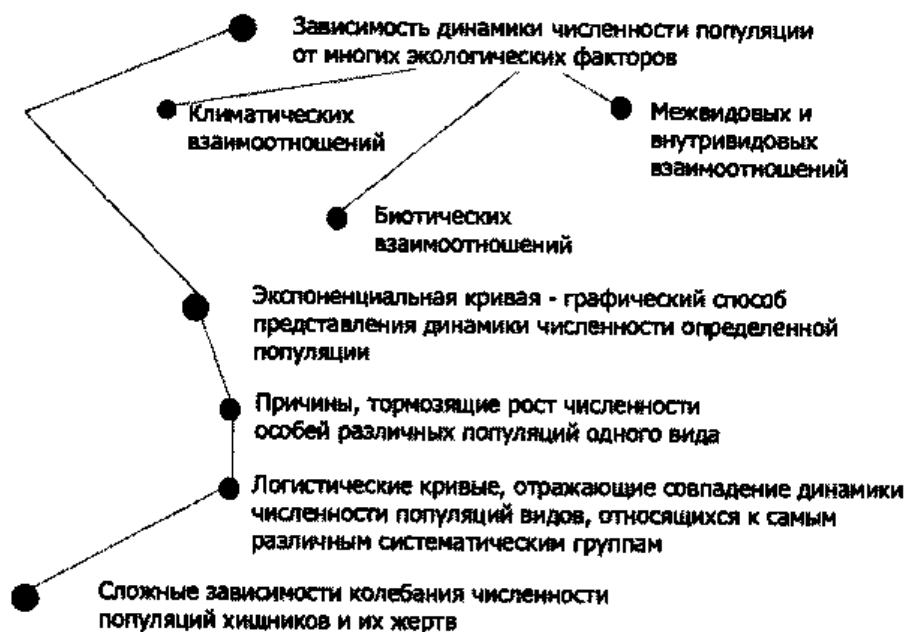 Зависимость динамики численности популяции
от многих экологических факторов
Климатических
взаимоотношений
Межвидовых и
внутривидовых
взаимоотношений
Биотических
взаимоотношений
Экспоненциальная кривая - графический способ
представления динамики численности определенной
популяции
Причины, тормозящие рост численности
особей различных популяций одного вида
Логистические кривые, отражающие совпадение динамики
численности популяций видов, относящихся к самым
различным систематическим группам
Сложные зависимости колебания численности
популяций хищников и их жертв